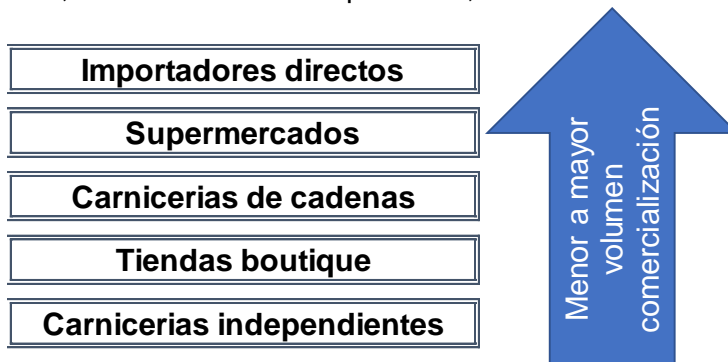 Importadores directos
Supermercados
Carnicerias de cadenas
Tiendas boutique
Carnicerias independientes
Menor a mayor
volumen
comercialización